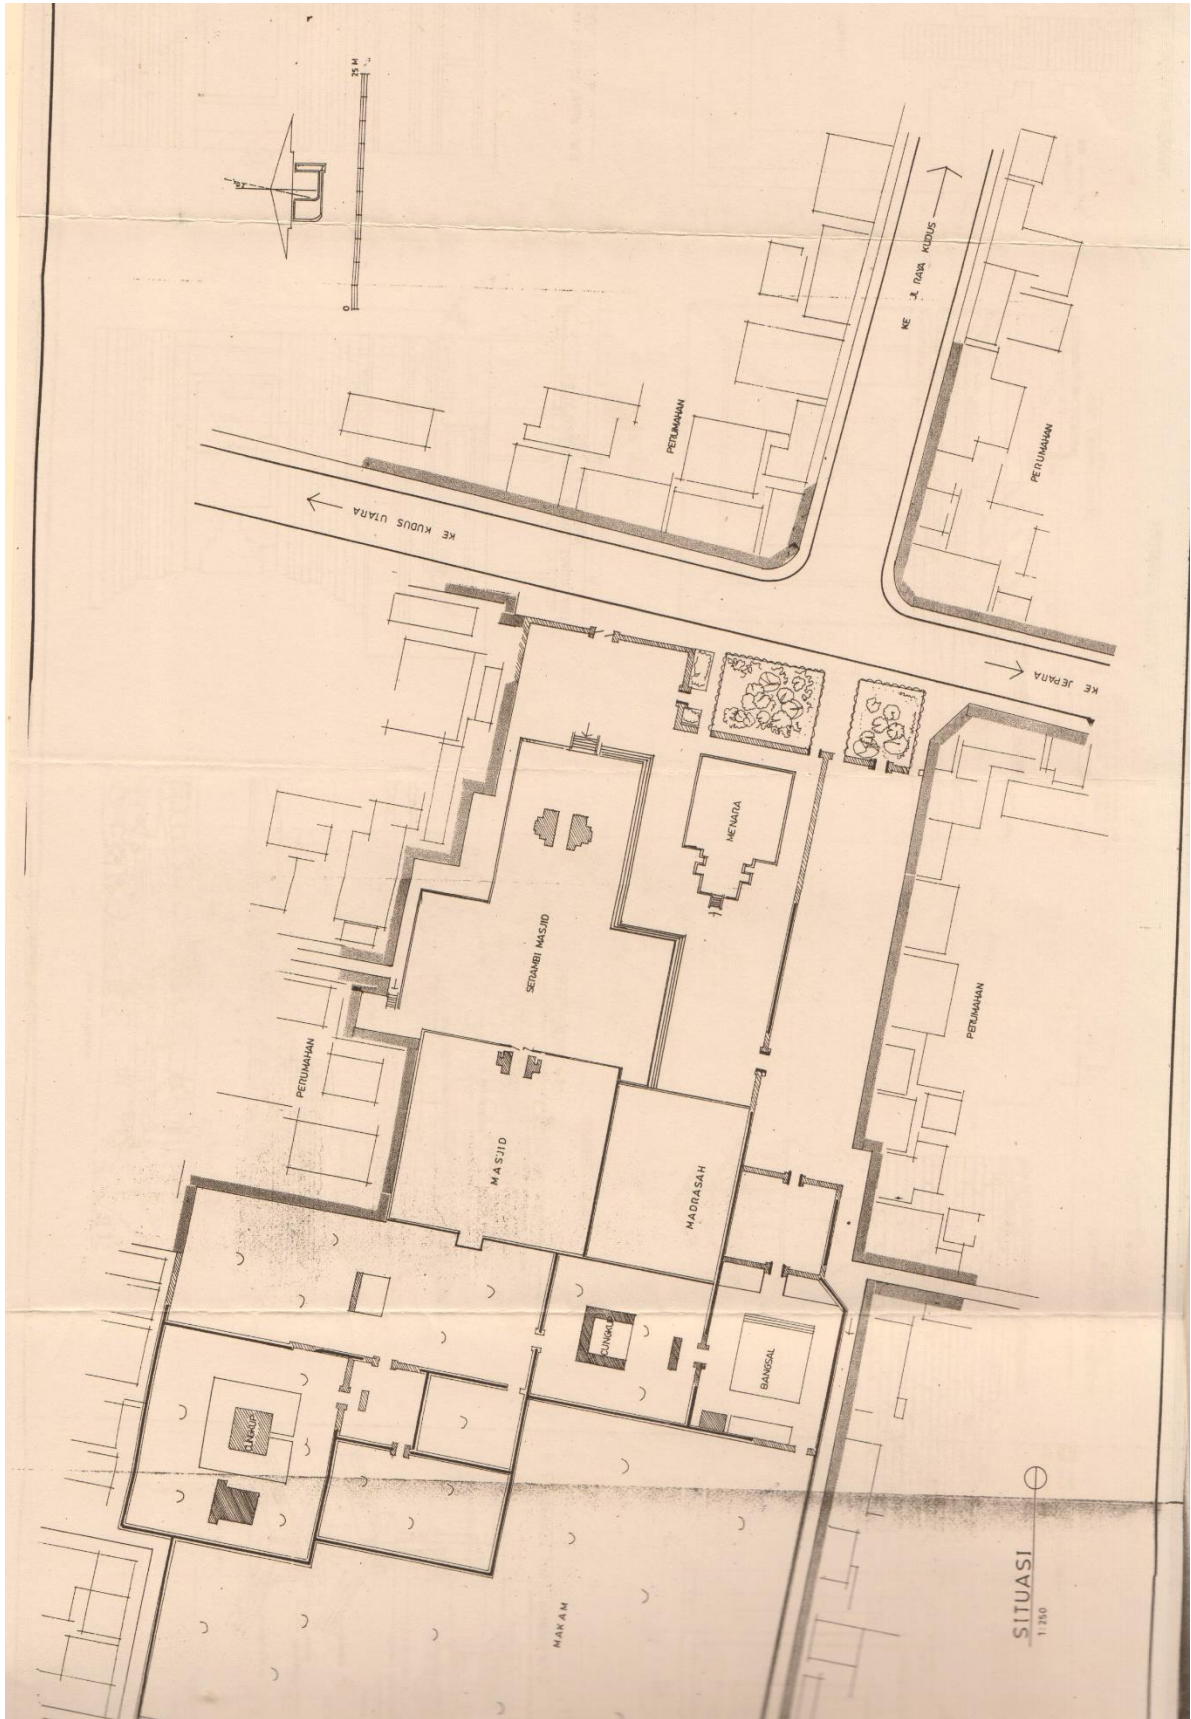 25 M
0
KE JL RAYA KUDUS
PERUMAHAN
PERUMAHAN
KE KUDUS UTARA
KE JEPARA
MENARA
SERAMBI MASJID
PERUMAHAN
PERUMAHAN
MASJID
MADRASAH
CUNGKUP
BANGSAL
CUNGKUP
MAKAM
SITUASI
1:250